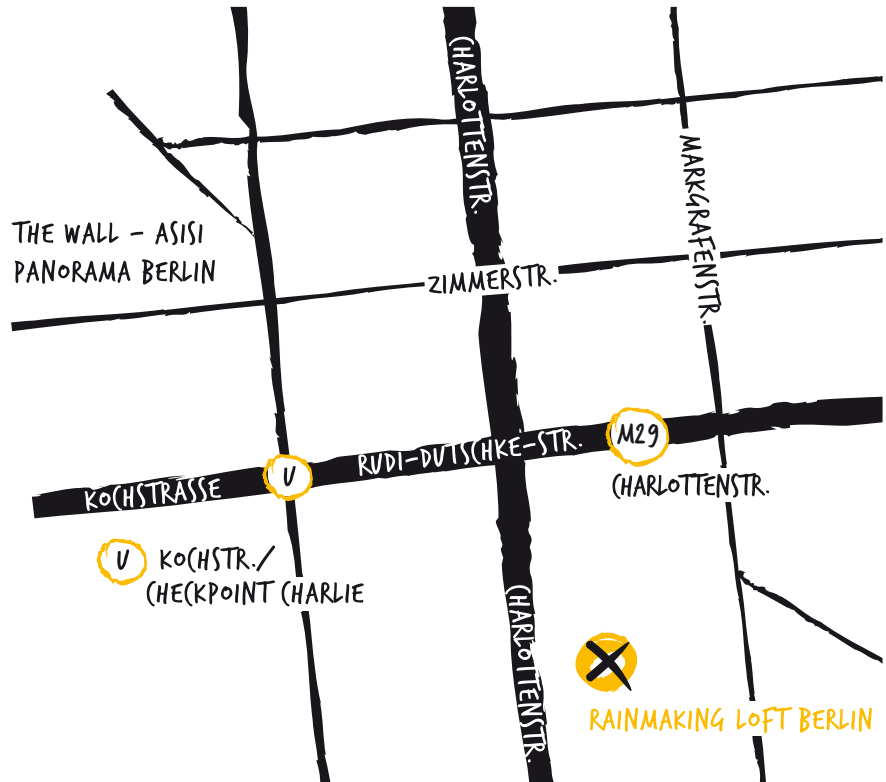 CHARLOTTENSTR.
MARKGRAFENSTR.
THE WALL – ASISI
PANORAMA BERLIN
ZIMMERSTR.
M29
RUDI-DUTSCHKE-STR.
U
KOCHSTRASSE
CHARLOTTENSTR.
U KOCHSTR./
CHECKPOINT CHARLIE
CHARLOTTENSTR.
RAINMAKING LOFT BERLIN